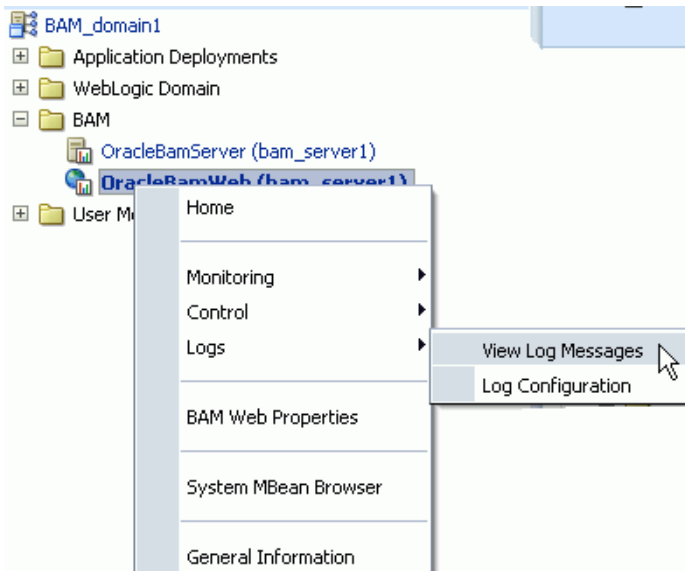 BAM_domain1
Application Deployments
WebLogic Domain
BAM
OracleBamServer (bam_server1)
OracleBamWeb (bam_server1)
User M
Home
Monitoring
Control
Logs
View Log Messages
Log Configuration
BAM Web Properties
System MBean Browser
General Information